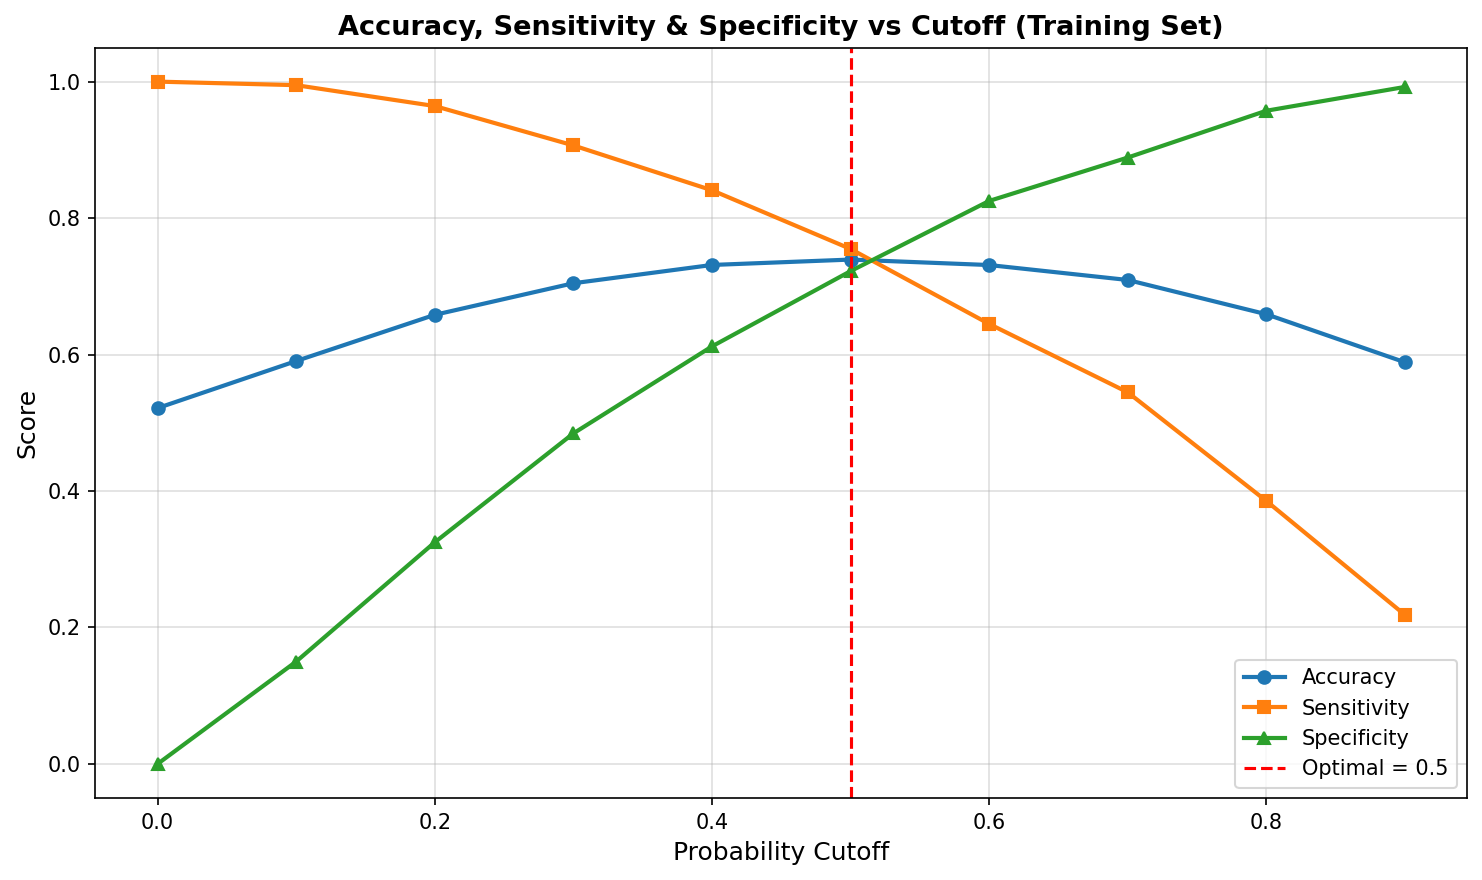 Accuracy, Sensitivity & Specificity vs Cutoff (Training Set)
1.0
0.8
0.6
0.4
0.2
0.0
Score
0.0 0.2 0.4 0.6 0.8
Probability Cutoff
Accuracy
Sensitivity
Specificity
Optimal = 0.5